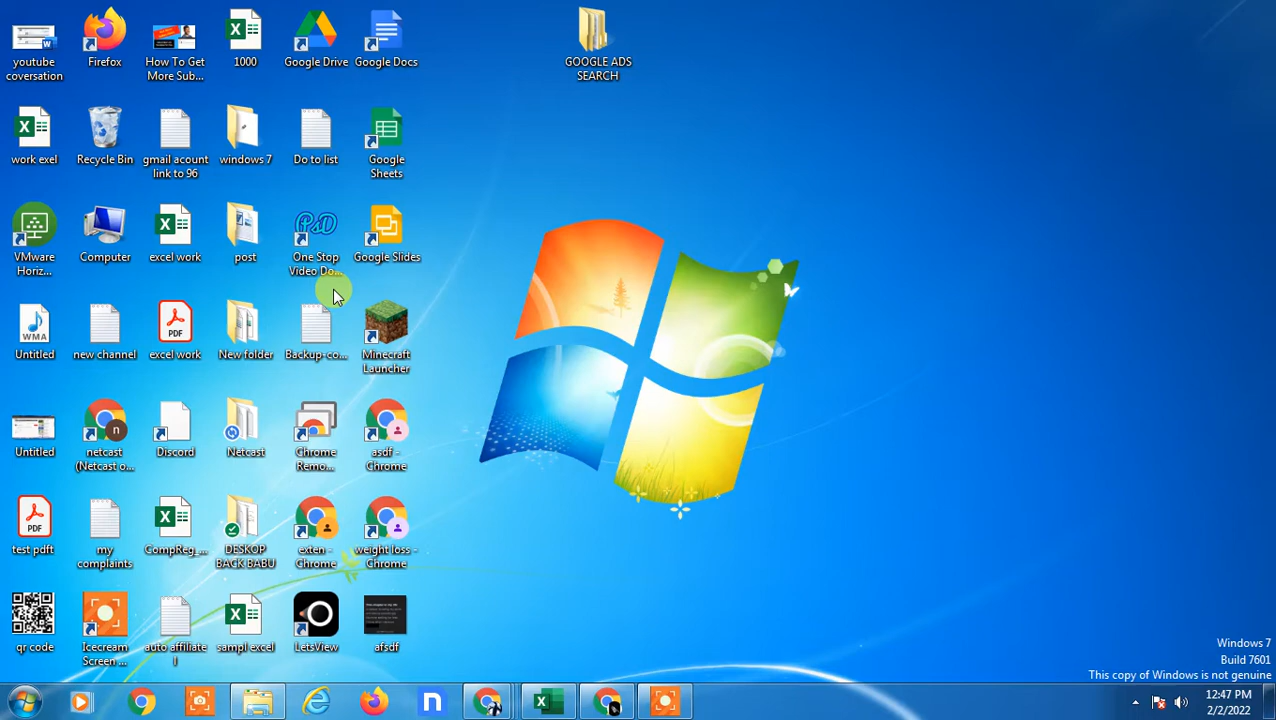 youtube
coversation
Firefox
How To Get
More Sub...
1000
Google Drive
Google Docs
GOOGLE ADS
SEARCH
work exel
Recycle Bin
gmail acount
link to 96
windows 7
Do to list
Google
Sheets
VMware
Horiz...
Computer
excel work
post
One Stop
Video Do...
Google Slides
WMA
Untitled
new channel
PDF
excel work
New folder
Backup-co...
Minecraft
Launcher
Untitled
n
netcast
(Netcast o...
Discord
Netcast
Chrome
Remo...
asdf -
Chrome
PDF
test pdft
my
complaints
CompReg_...
DESKOP
BACK BABU
exten -
Chrome
weight loss -
Chrome
qr code
Icecream
Screen ...
auto affiliate
l
sampl excel
LetsView
afsdf
Windows 7
Build 7601
This copy of Windows is not genuine
12:47 PM
2/2/2022